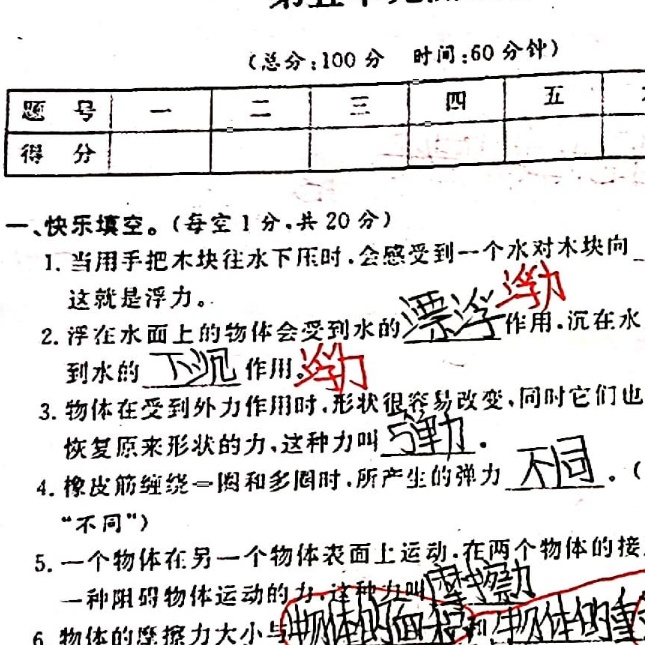 (总分:100分 时间:60分钟)
题号 一 二 三 四 五
得分
一、快乐填空。(每空1分,共20分)
1. 当用手把木块往水下压时,会感受到一个水对木块向
这就是浮力。
2. 浮在水面上的物体会受到水的漂浮作用,沉在水 浮力
到水的下沉作用。浮力
3. 物体在受到外力作用时,形状很容易改变,同时它们也
恢复原来形状的力,这种力叫弹力。
4. 橡皮筋缠绕一圈和多圈时,所产生的弹力不同。(
“不同”)
5. 一个物体在另一个物体表面上运动,在两个物体的接
一种阻碍物体运动的力,这种力叫摩擦力
6. 物体的摩擦力大小与物体的面积和物体的重